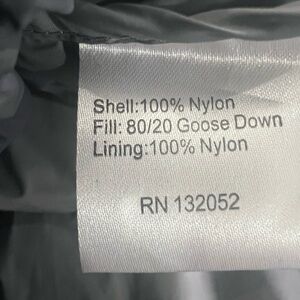 Shell:100% Nylon
Fill: 80/20 Goose Down
Lining:100% Nylon
RN 132052